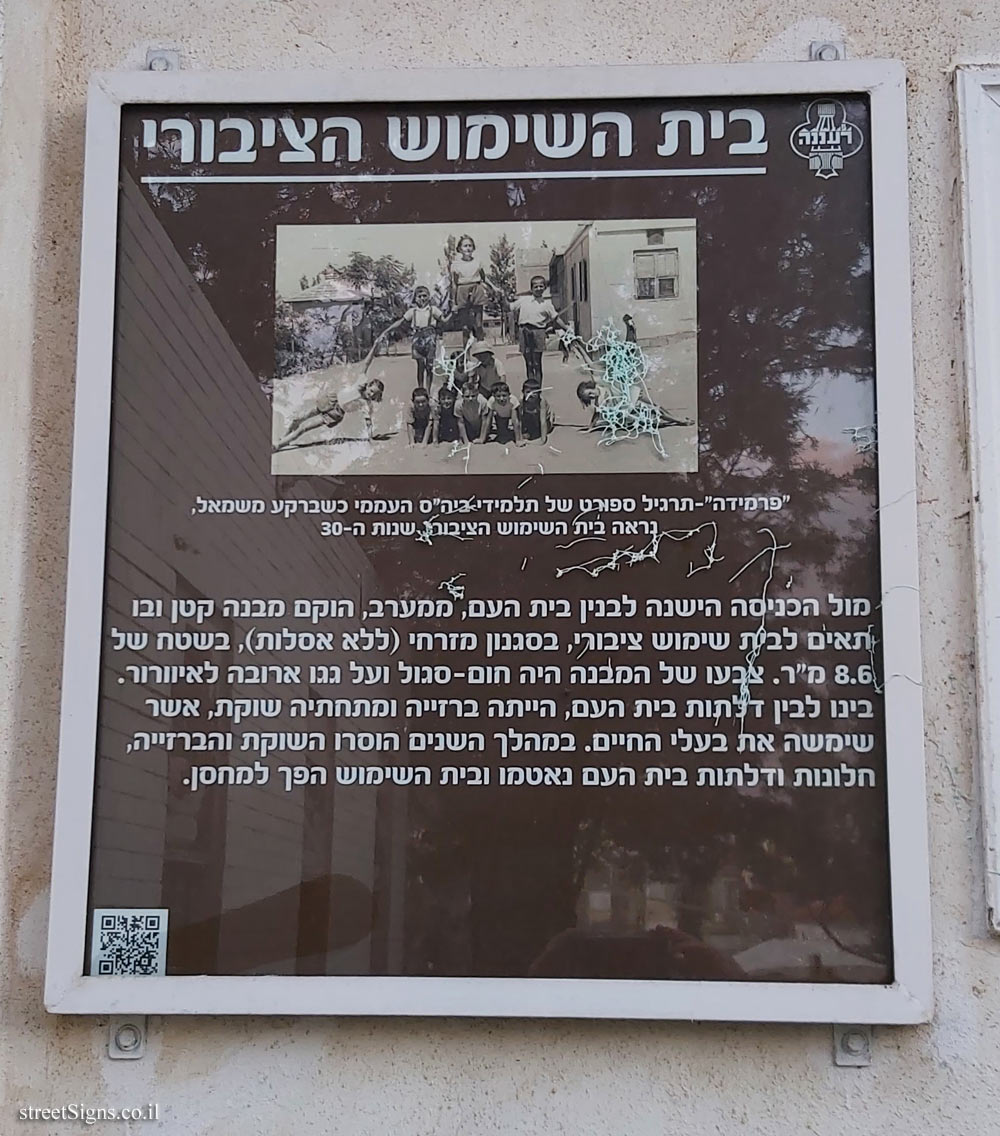 בית השימוש הציבורי
רעננה
"פרמידה"-תרגיל ספורט של תלמידי ביה"ס העממי כשברקע משמאל,
נראה בית השימוש הציבורי, שנות ה-30
מול הכניסה הישנה לבנין בית העם, ממערב, הוקם מבנה קטן ובו
תאים לבית שימוש ציבורי, בסגנון מזרחי (ללא אסלות), בשטח של
8.6 מ"ר. צבעו של המבנה היה חום-סגול ועל גגו ארובה לאיוורור.
בינו לבין דלתות בית העם, הייתה ברזייה ומתחתיה שוקת, אשר
שימשה את בעלי החיים. במהלך השנים הוסרו השוקת והברזייה,
חלונות ודלתות בית העם נאטמו ובית השימוש הפך למחסן.
streetSigns.co.il